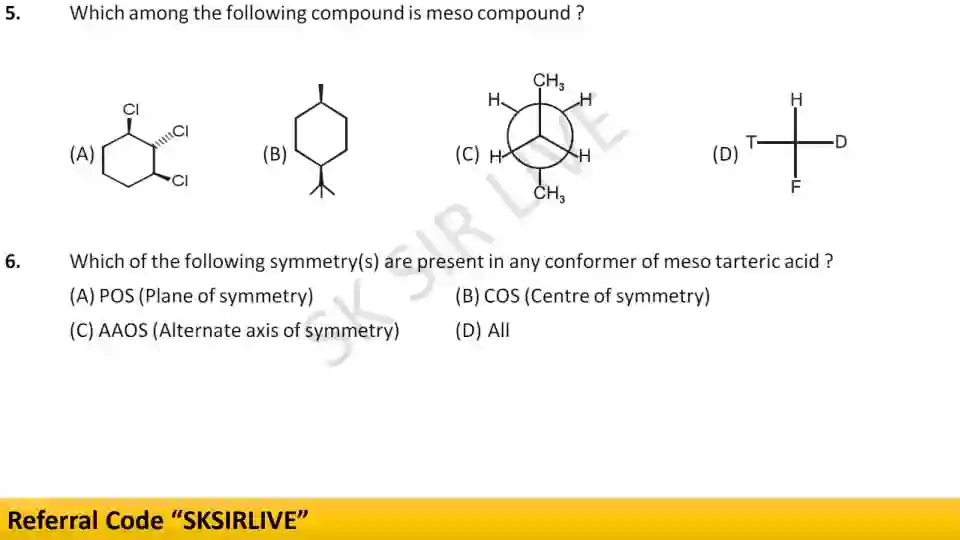 5. Which among the following compound is meso compound ?
(A) Cl Cl Cl (B) (C) CH3 H H H H CH3 (D) H T D F
6. Which of the following symmetry(s) are present in any conformer of meso tarteric acid ?
(A) POS (Plane of symmetry) (B) COS (Centre of symmetry)
(C) AAOS (Alternate axis of symmetry) (D) All
SK SIR LIVE
Referral Code “SKSIRLIVE”